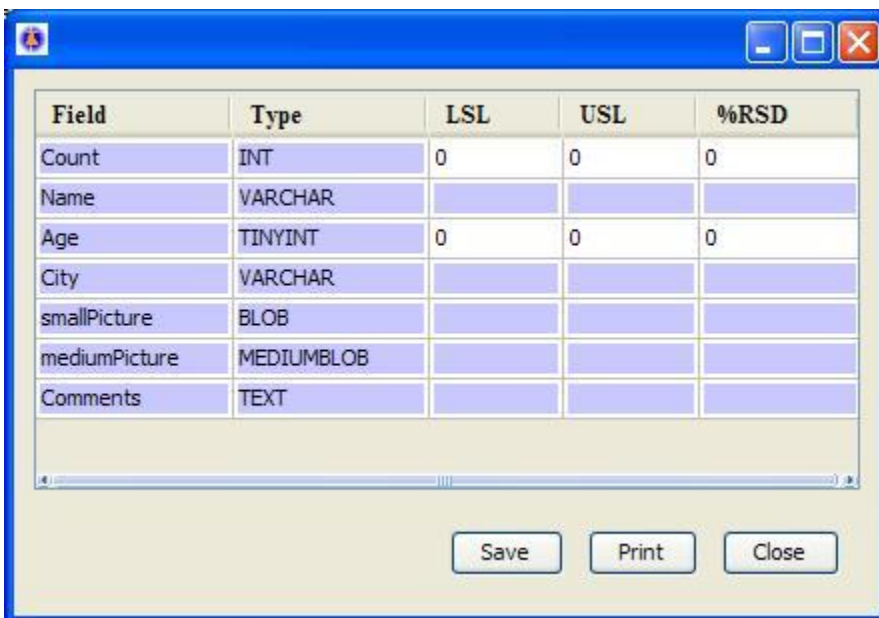 Field Type LSL USL %RSD
Count INT 0 0 0
Name VARCHAR
Age TINYINT 0 0 0
City VARCHAR
smallPicture BLOB
mediumPicture MEDIUMBLOB
Comments TEXT
Save Print Close